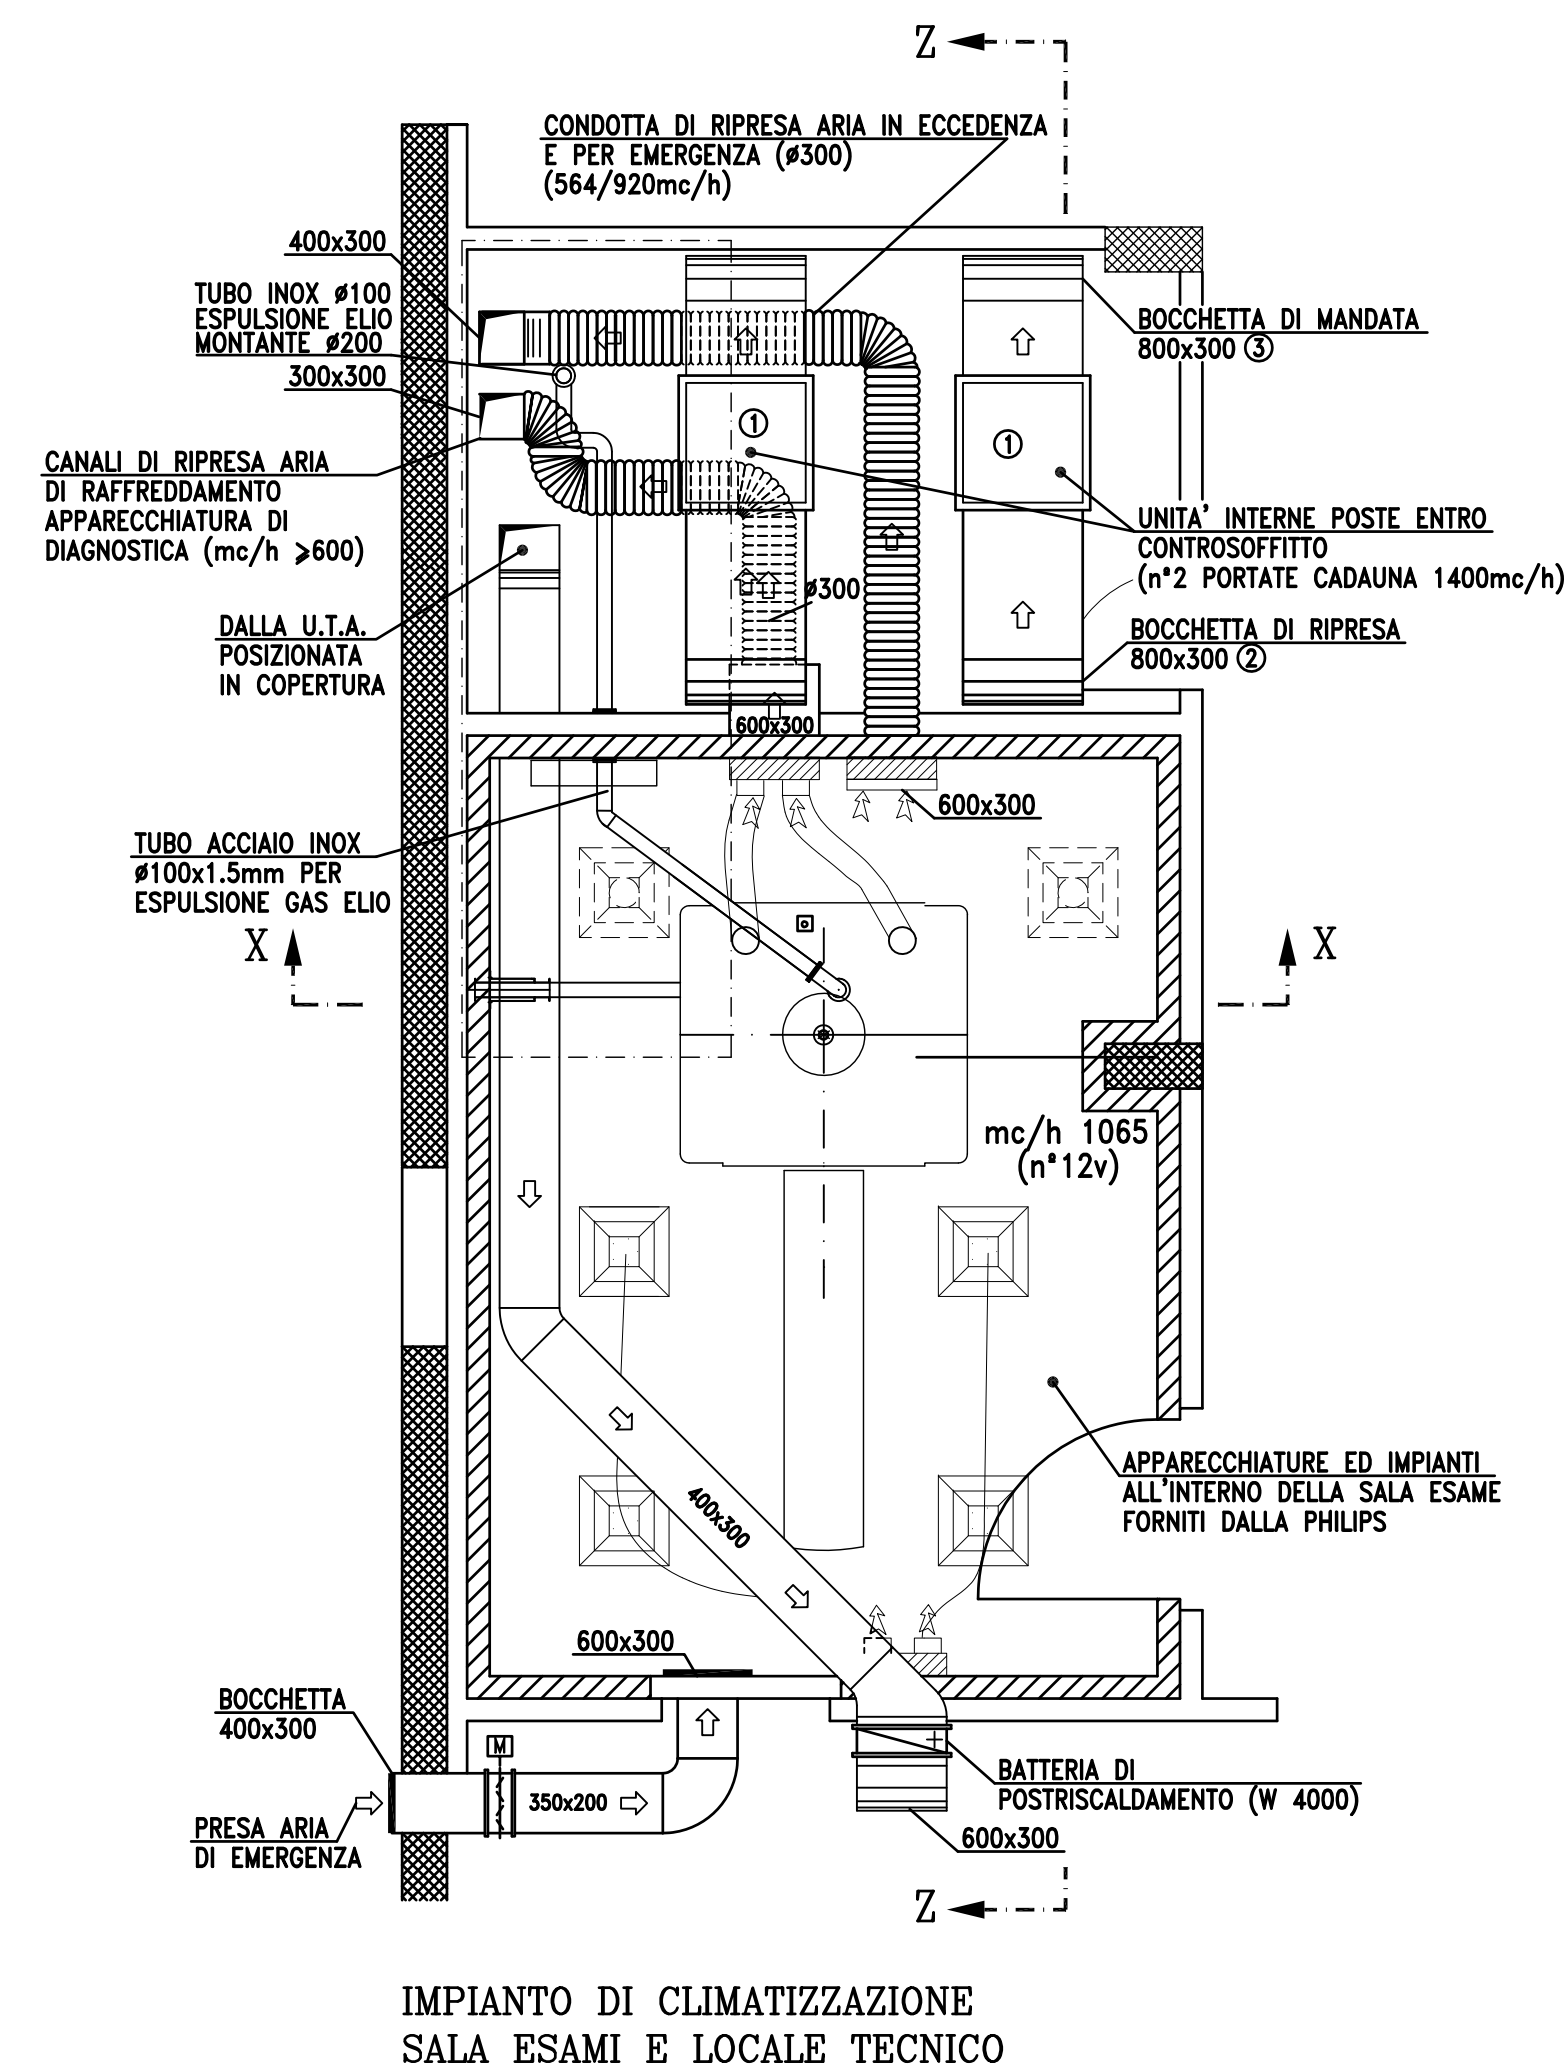 Z
CONDOTTA DI RIPRESA ARIA IN ECCEDENZA
E PER EMERGENZA (ø300)
(564/920mc/h)
400x300
TUBO INOX ø100
ESPULSIONE ELIO
MONTANTE ø200
300x300
BOCCHETTA DI MANDATA
800x300 ③
①
①
CANALI DI RIPRESA ARIA
DI RAFFREDDAMENTO
APPARECCHIATURA DI
DIAGNOSTICA (mc/h ⩾600)
UNITA' INTERNE POSTE ENTRO
CONTROSOFFITTO
(nª2 PORTATE CADAUNA 1400mc/h)
ø300
DALLA U.T.A.
POSIZIONATA
IN COPERTURA
BOCCHETTA DI RIPRESA
800x300 ②
600x300
600x300
TUBO ACCIAIO INOX
ø100x1.5mm PER
ESPULSIONE GAS ELIO
X
X
mc/h 1065
(nª12v)
APPARECCHIATURE ED IMPIANTI
ALL'INTERNO DELLA SALA ESAME
FORNITI DALLA PHILIPS
400x300
600x300
BOCCHETTA
400x300
M
350x200
BATTERIA DI
POSTRISCALDAMENTO (W 4000)
PRESA ARIA
DI EMERGENZA
600x300
Z
IMPIANTO DI CLIMATIZZAZIONE
SALA ESAMI E LOCALE TECNICO